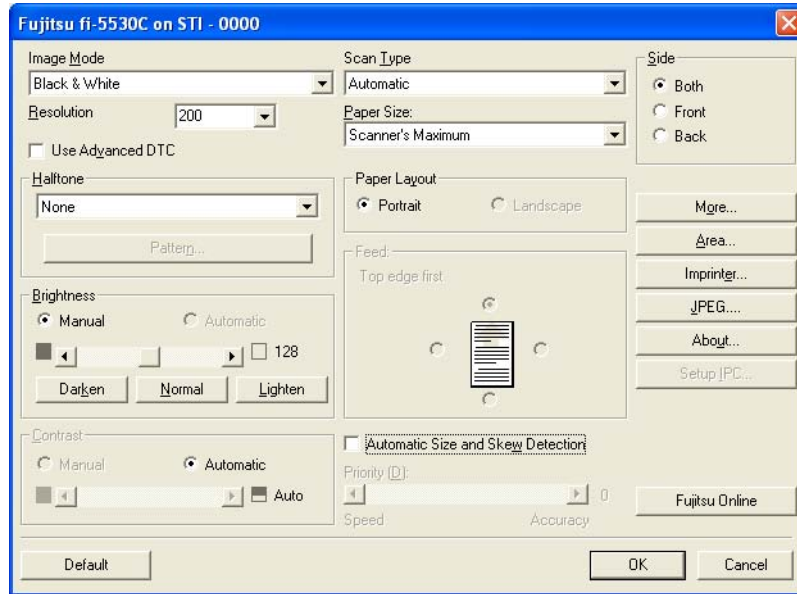 Fujitsu fi-5530C on STI - 0000
Image Mode
Black & White
Resolution
200
Use Advanced DTC
Halftone
None
Pattern...
Brightness
Manual
Automatic
128
Darken
Normal
Lighten
Contrast
Manual
Automatic
Auto
Scan Type
Automatic
Paper Size:
Scanner's Maximum
Paper Layout
Portrait
Landscape
Feed:
Top edge first
Automatic Size and Skew Detection
Priority (D):
0
Speed
Accuracy
Side
Both
Front
Back
More...
Area...
Imprinter...
JPEG....
About...
Setup IPC...
Fujitsu Online
Default
OK
Cancel